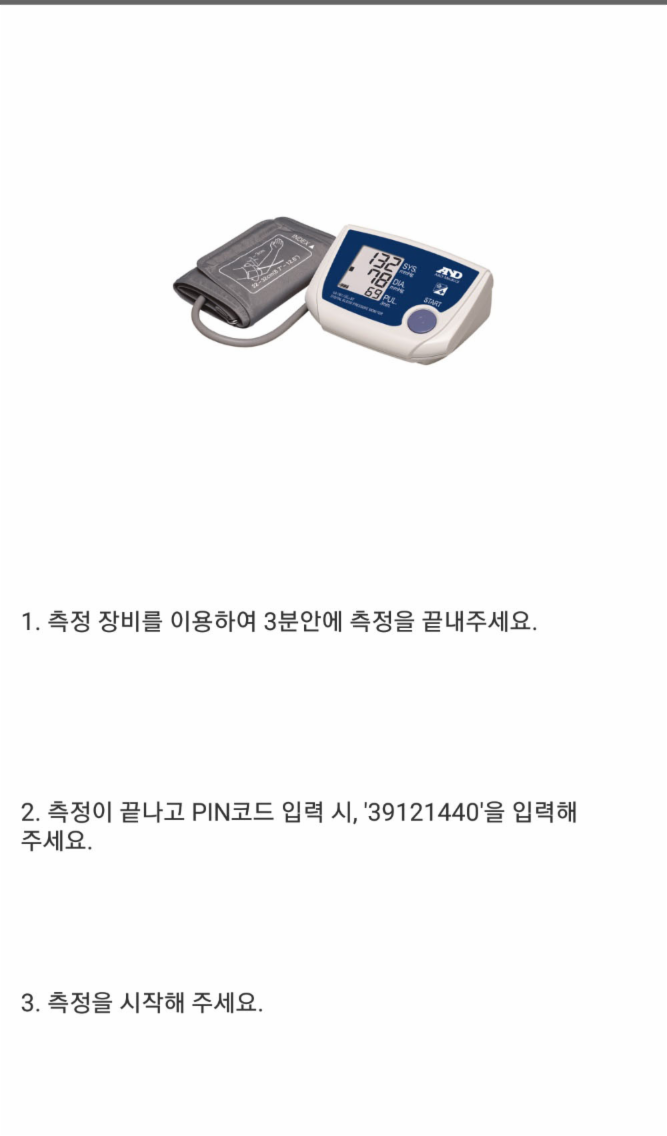 INDEX ▲
132
SYS.
mmHg
78
DIA.
mmHg
69
PUL.
AND
START
1. 측정 장비를 이용하여 3분안에 측정을 끝내주세요.
2. 측정이 끝나고 PIN코드 입력 시, '39121440'을 입력해
주세요.
3. 측정을 시작해 주세요.